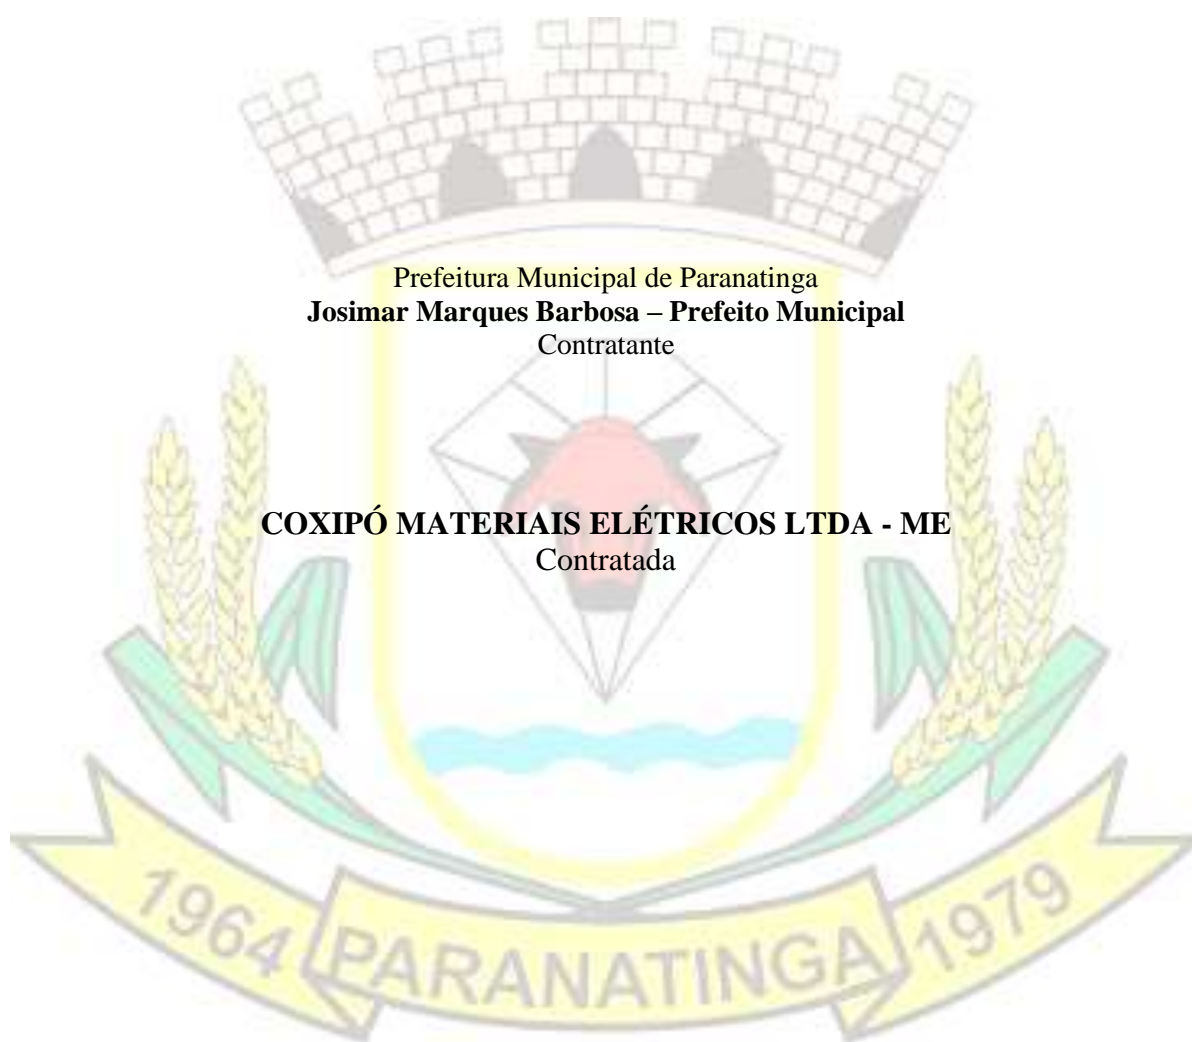 Prefeitura Municipal de Paranatinga
Josimar Marques Barbosa – Prefeito Municipal
Contratante
COXIPÓ MATERIAIS ELÉTRICOS LTDA - ME
Contratada
1964 PARANATINGA 1979